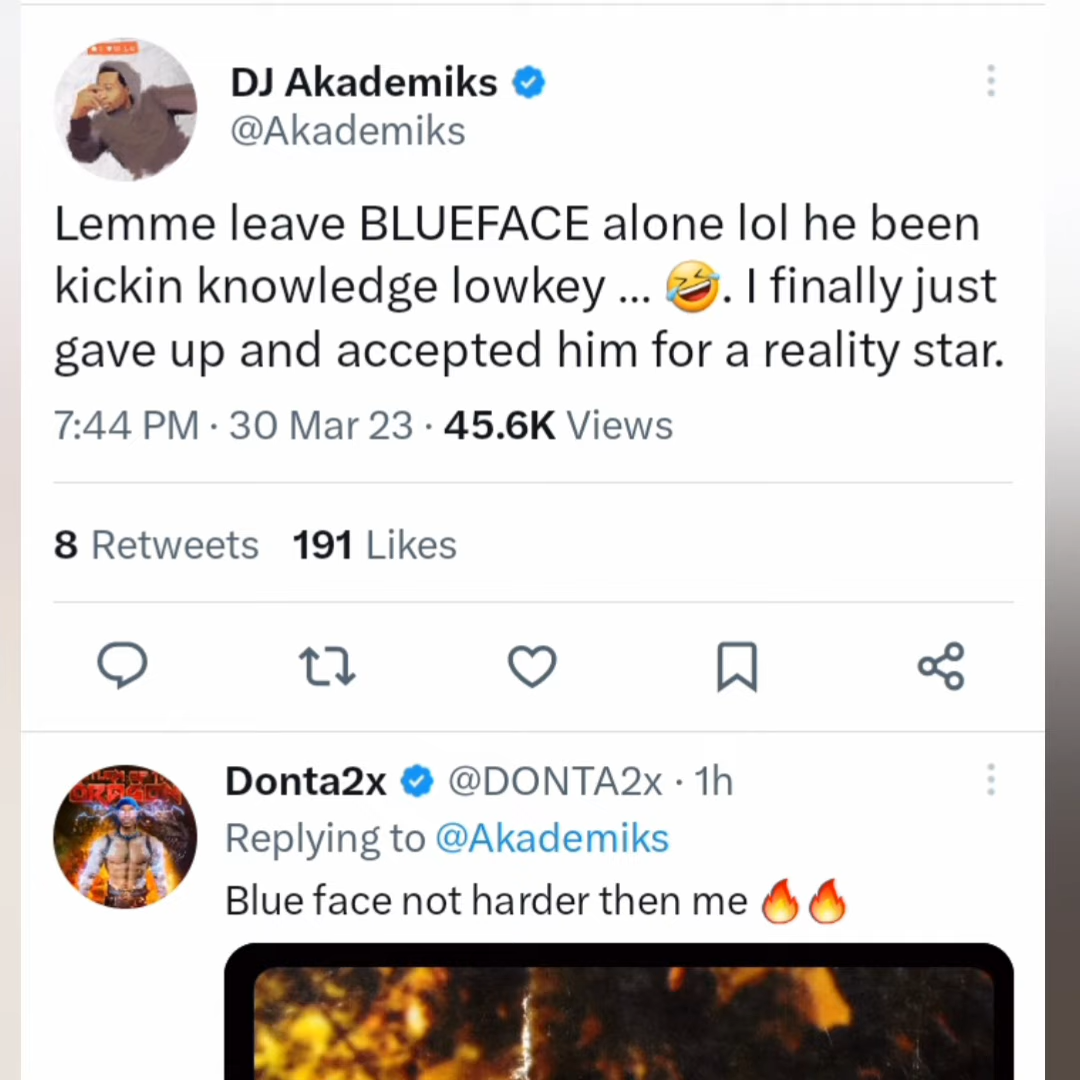 DJ Akademiks
@Akademiks
Lemme leave BLUEFACE alone lol he been
kickin knowledge lowkey ... 🤣. I finally just
gave up and accepted him for a reality star.
7:44 PM · 30 Mar 23 · 45.6K Views
8 Retweets 191 Likes
Donta2x @DONTA2x · 1h
Replying to @Akademiks
Blue face not harder then me 🔥🔥